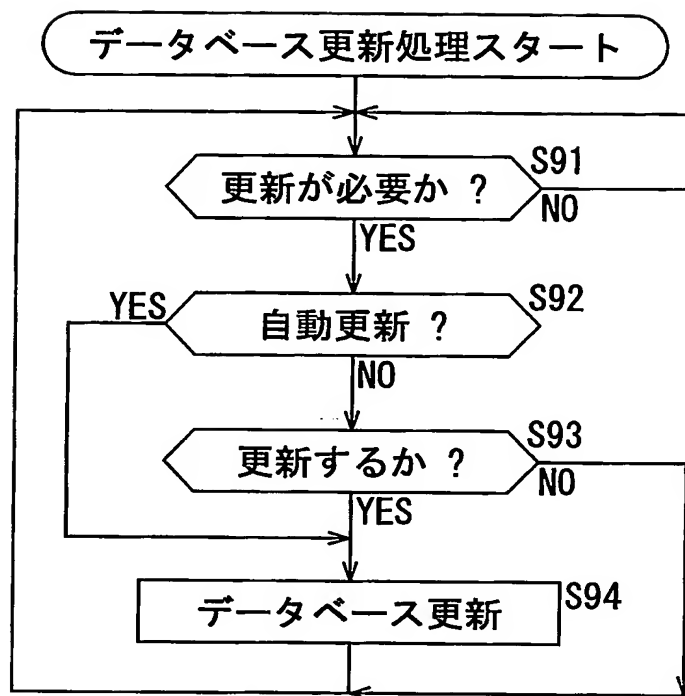 データベース更新処理スタート
更新が必要か ?
S91
NO
YES
自動更新 ?
S92
YES
NO
更新するか ?
S93
NO
YES
データベース更新
S94